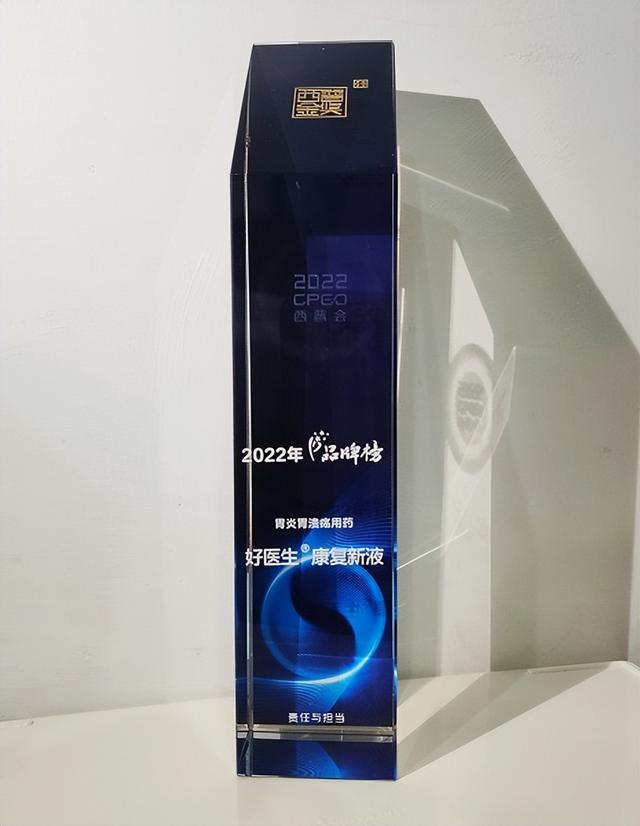 西普
金奖
2022
CPEO
西普会
2022年 品牌榜
胃炎胃溃疡用药
好医生® 康复新液
责任与担当